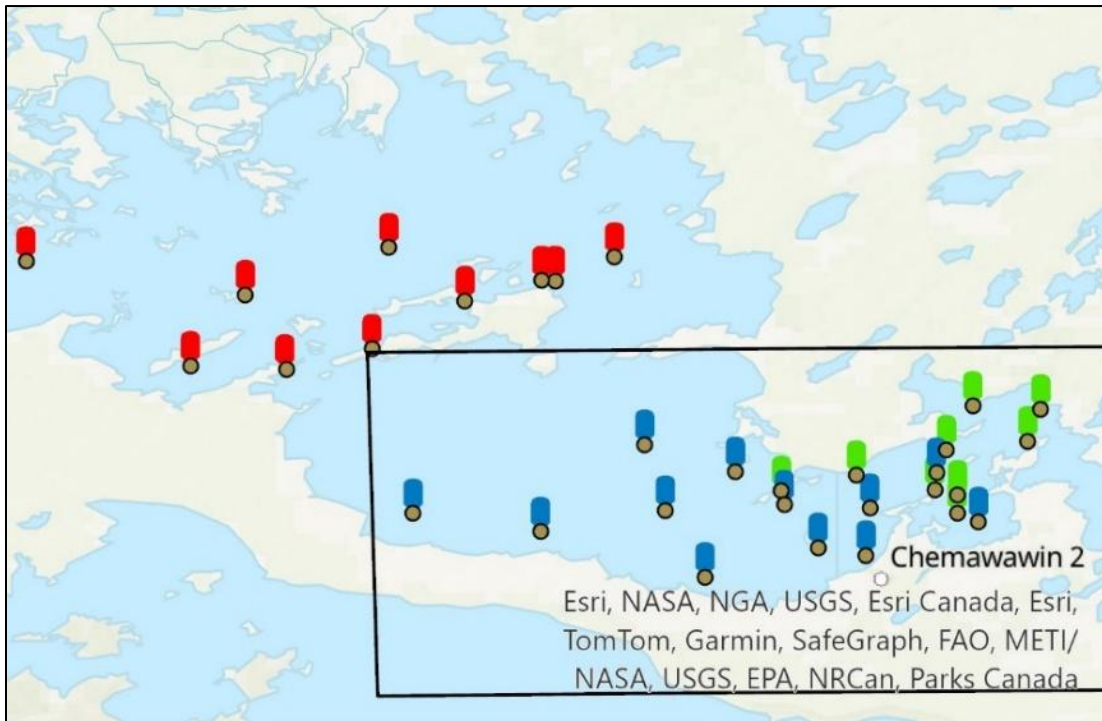 Chemawawin 2
Esri, NASA, NGA, USGS, Esri Canada, Esri,
TomTom, Garmin, SafeGraph, FAO, METI/
NASA, USGS, EPA, NRCan, Parks Canada